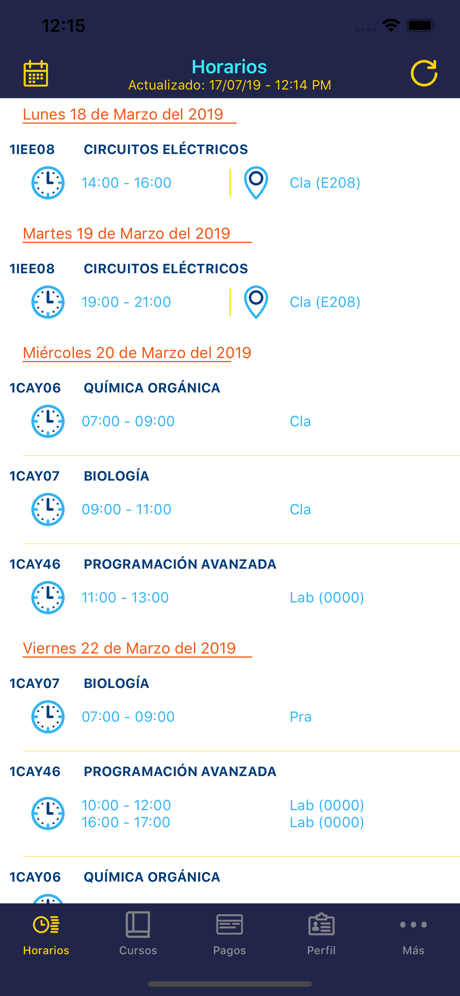 12:15
Horarios
Actualizado: 17/07/19 - 12:14 PM
Lunes 18 de Marzo del 2019
1IEE08 CIRCUITOS ELÉCTRICOS
14:00 - 16:00 Cla (E208)
Martes 19 de Marzo del 2019
1IEE08 CIRCUITOS ELÉCTRICOS
19:00 - 21:00 Cla (E208)
Miércoles 20 de Marzo del 2019
1CAY06 QUÍMICA ORGÁNICA
07:00 - 09:00 Cla
1CAY07 BIOLOGÍA
09:00 - 11:00 Cla
1CAY46 PROGRAMACIÓN AVANZADA
11:00 - 13:00 Lab (0000)
Viernes 22 de Marzo del 2019
1CAY07 BIOLOGÍA
07:00 - 09:00 Pra
1CAY46 PROGRAMACIÓN AVANZADA
10:00 - 12:00 Lab (0000)
16:00 - 17:00 Lab (0000)
1CAY06 QUÍMICA ORGÁNICA
Horarios Cursos Pagos Perfil Más